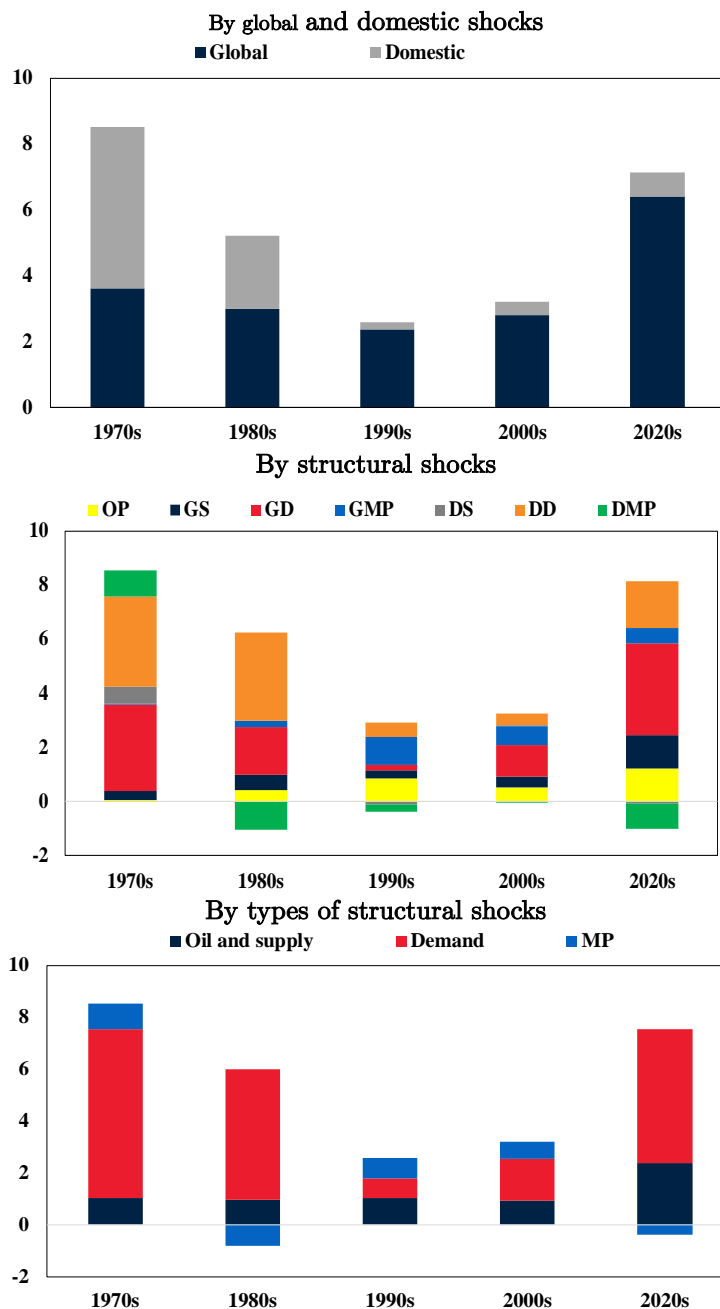 By global and domestic shocks
Global Domestic
10
8
6
4
2
0
1970s 1980s 1990s 2000s 2020s
By structural shocks
OP GS GD GMP DS DD DMP
10
8
6
4
2
0
-2
1970s 1980s 1990s 2000s 2020s
By types of structural shocks
Oil and supply Demand MP
10
8
6
4
2
0
-2
1970s 1980s 1990s 2000s 2020s